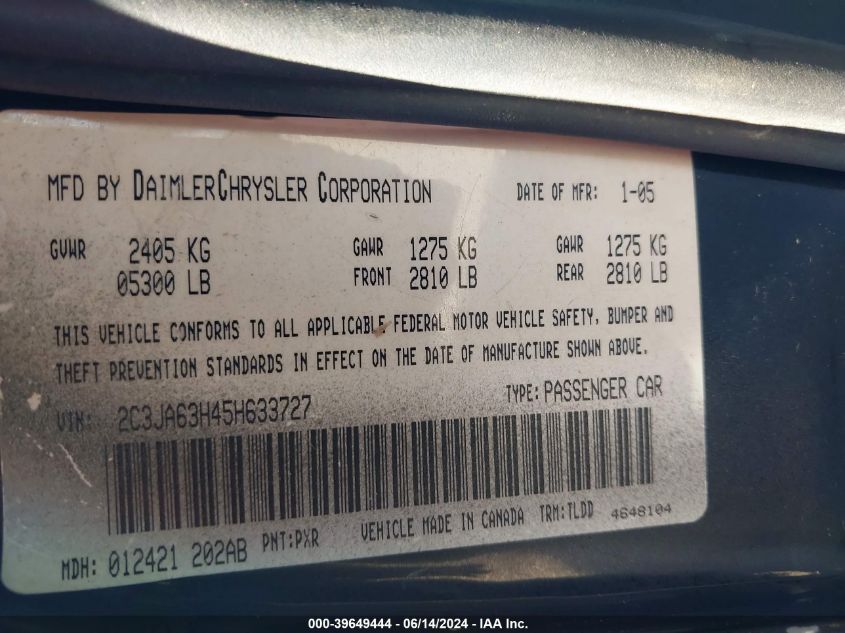 MFD BY DAIMLERCHRYSLER CORPORATION DATE OF MFR: 1-05
GVWR 2405 KG GAWR 1275 KG GAWR 1275 KG
05300 LB FRONT 2810 LB REAR 2810 LB
THIS VEHICLE CONFORMS TO ALL APPLICABLE FEDERAL MOTOR VEHICLE SAFETY, BUMPER AND
THEFT PREVENTION STANDARDS IN EFFECT ON THE DATE OF MANUFACTURE SHOWN ABOVE.
VIN: 2C3JA63H45H633727 TYPE: PASSENGER CAR
MDH: 012421 202AB PNT:PXR VEHICLE MADE IN CANADA TRM:TLDD 4648104
000-39649444 - 06/14/2024 - IAA Inc.